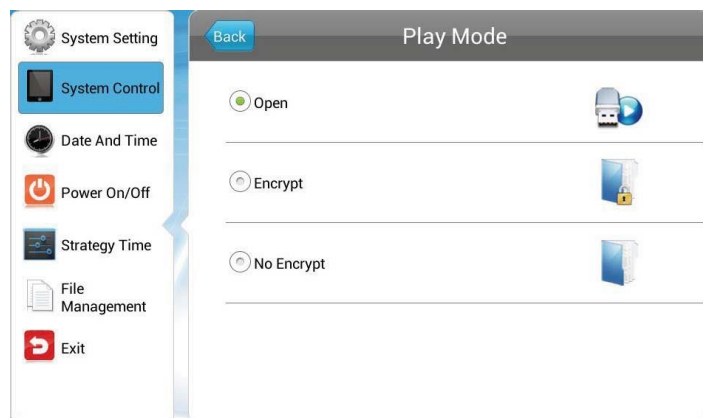 System Setting
System Control
Date And Time
Power On/Off
Strategy Time
File
Management
Exit
Back
Play Mode
Open
Encrypt
No Encrypt